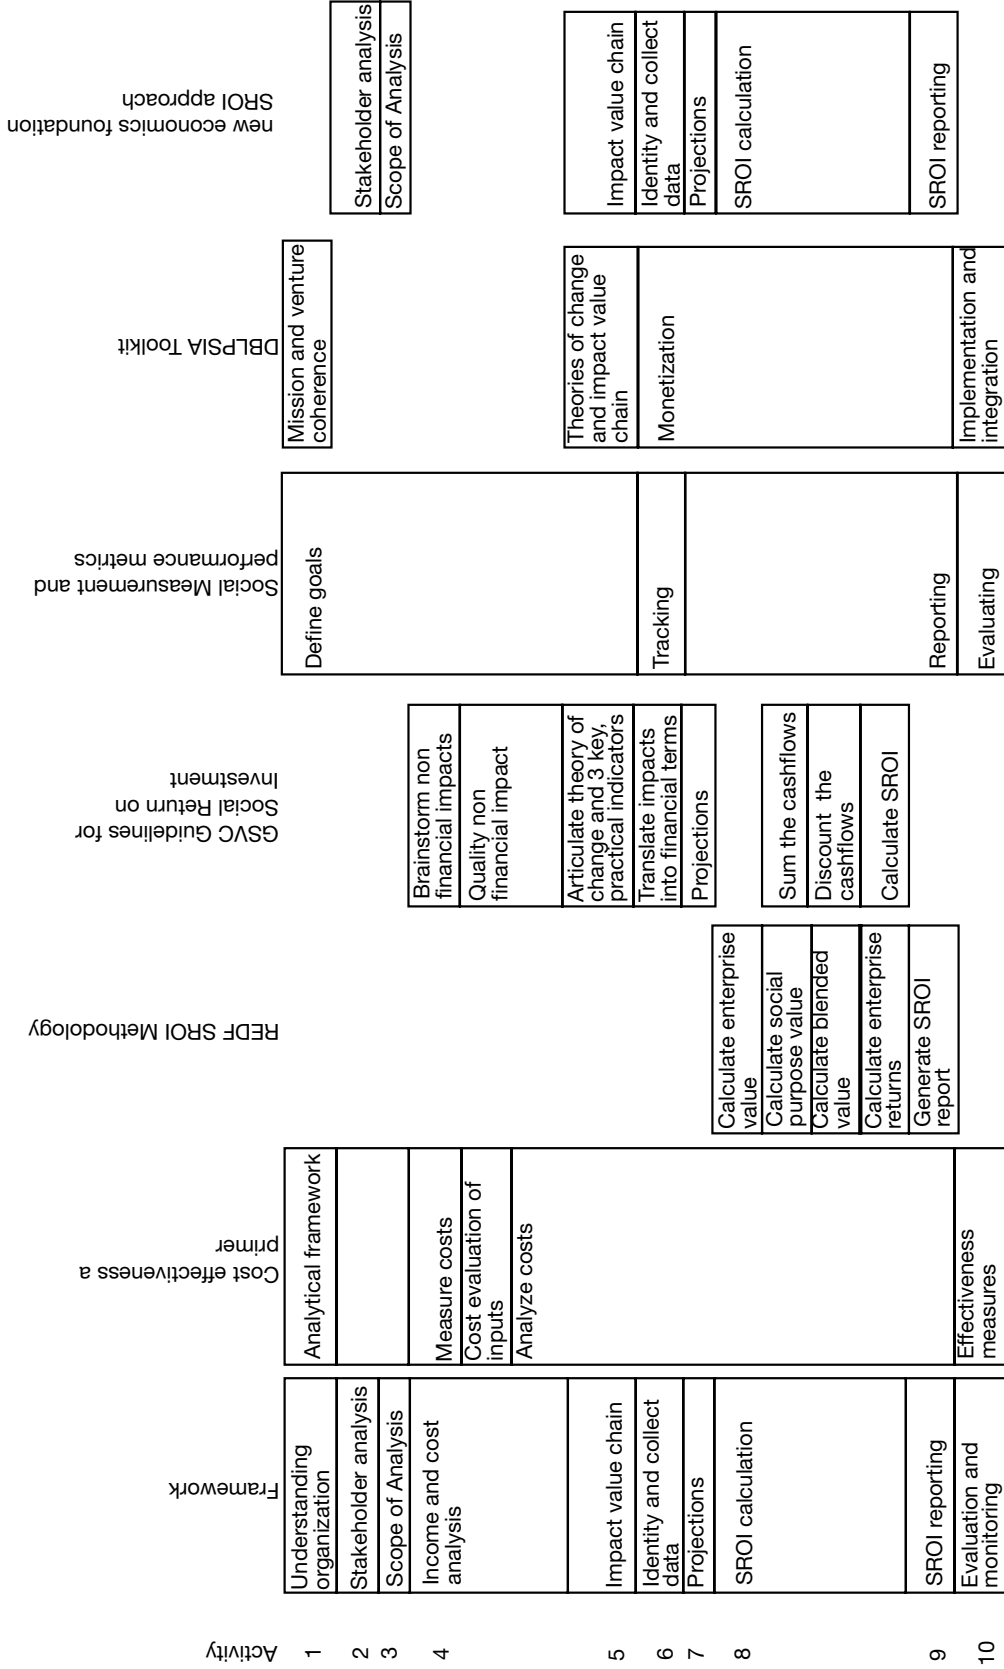 Activity
1
2
3
4
5
6
7
8
9
10
Framework
Understanding
organization
Stakeholder analysis
Scope of Analysis
Income and cost
analysis
Impact value chain
Identity and collect
data
Projections
SROI calculation
SROI reporting
Evaluation and
monitoring
Cost effectiveness a
primer
Analytical framework
Measure costs
Cost evaluation of
inputs
Analyze costs
Effectiveness
measures
REDF SROI Methodology
Calculate enterprise
value
Calculate social
purpose value
Calculate blended
value
Calculate enterprise
returns
Generate SROI
report
GSVC Guidelines for
Social Return on
Investment
Brainstorm non
financial impacts
Quality non
financial impact
Articulate theory of
change and 3 key,
practical indicators
Translate impacts
into financial terms
Projections
Sum the cashflows
Discount the
cashflows
Calculate SROI
Social Measurement and
performance metrics
Define goals
Tracking
Reporting
Evaluating
DBLPSIA Toolkit
Mission and venture
coherence
Theories of change
and impact value
chain
Monetization
Implementation and
integration
new economics foundation
SROI approach
Stakeholder analysis
Scope of Analysis
Impact value chain
Identity and collect
data
Projections
SROI calculation
SROI reporting